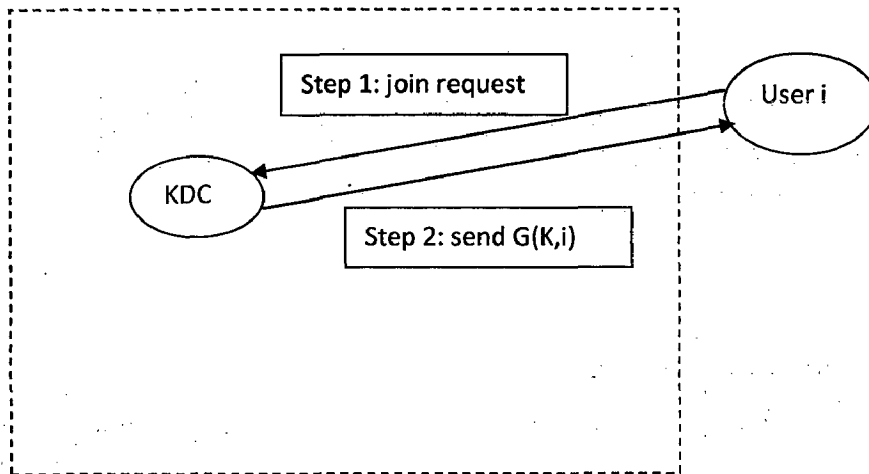 Step 1: join request
User i
KDC
Step 2: send G(K,i)